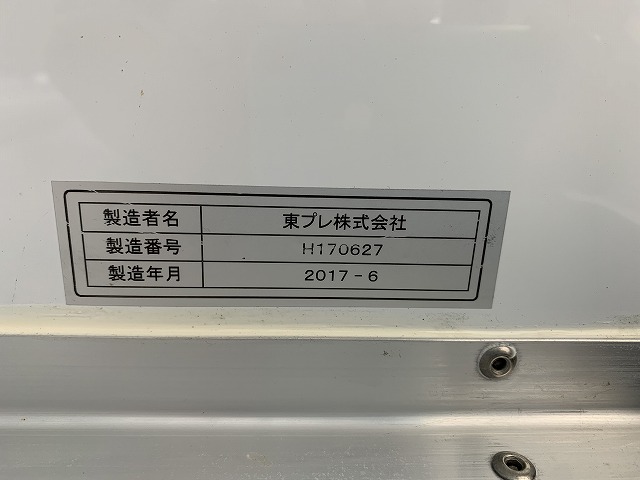 製造者名 東プレ株式会社
製造番号 H170627
製造年月 2017-6